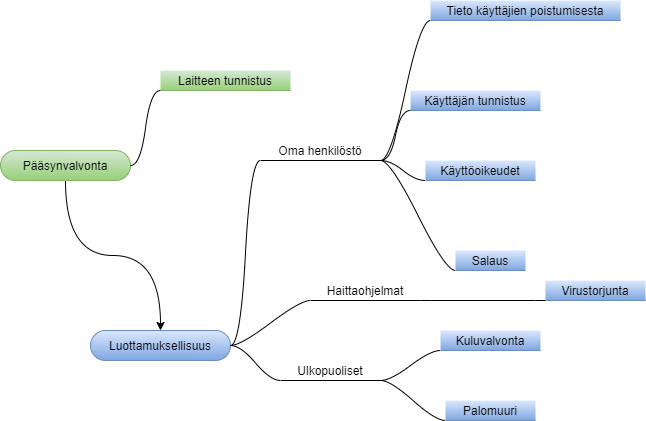 Tieto käyttäjien poistumisesta
Laitteen tunnistus
Käyttäjän tunnistus
Oma henkilöstö
Pääsynvalvonta
Käyttöoikeudet
Salaus
Haittaohjelmat
Virustorjunta
Luottamuksellisuus
Kuluvalvonta
Ulkopuoliset
Palomuuri